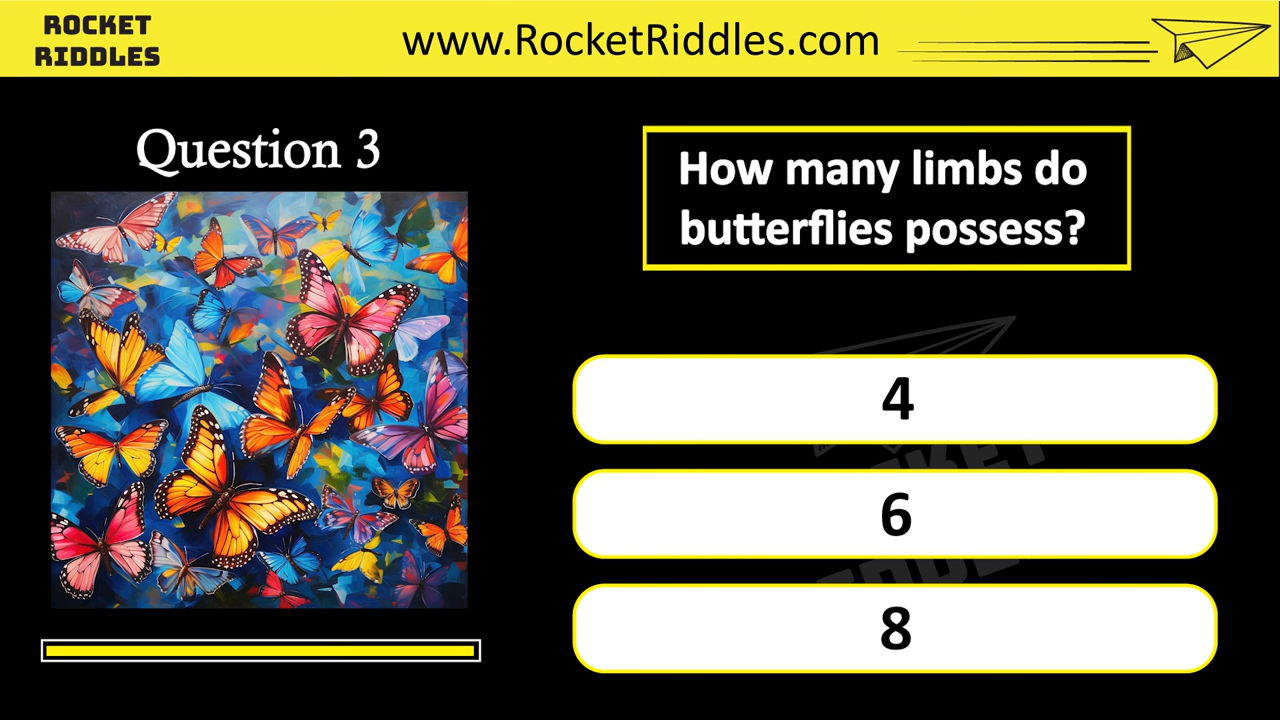 ROCKET
RIDDLES
www.RocketRiddles.com
Question 3
How many limbs do
butterflies possess?
4
6
8